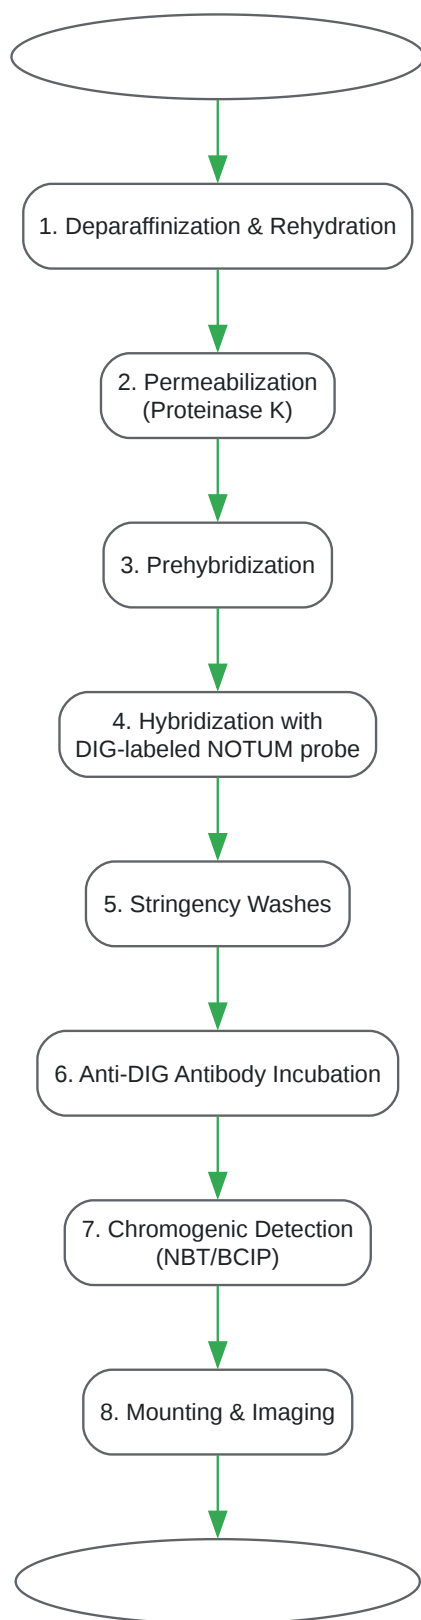 1. Deparaffinization & Rehydration
2. Permeabilization
(Proteinase K)
3. Prehybridization
4. Hybridization with
DIG-labeled NOTUM probe
5. Stringency Washes
6. Anti-DIG Antibody Incubation
7. Chromogenic Detection
(NBT/BCIP)
8. Mounting & Imaging